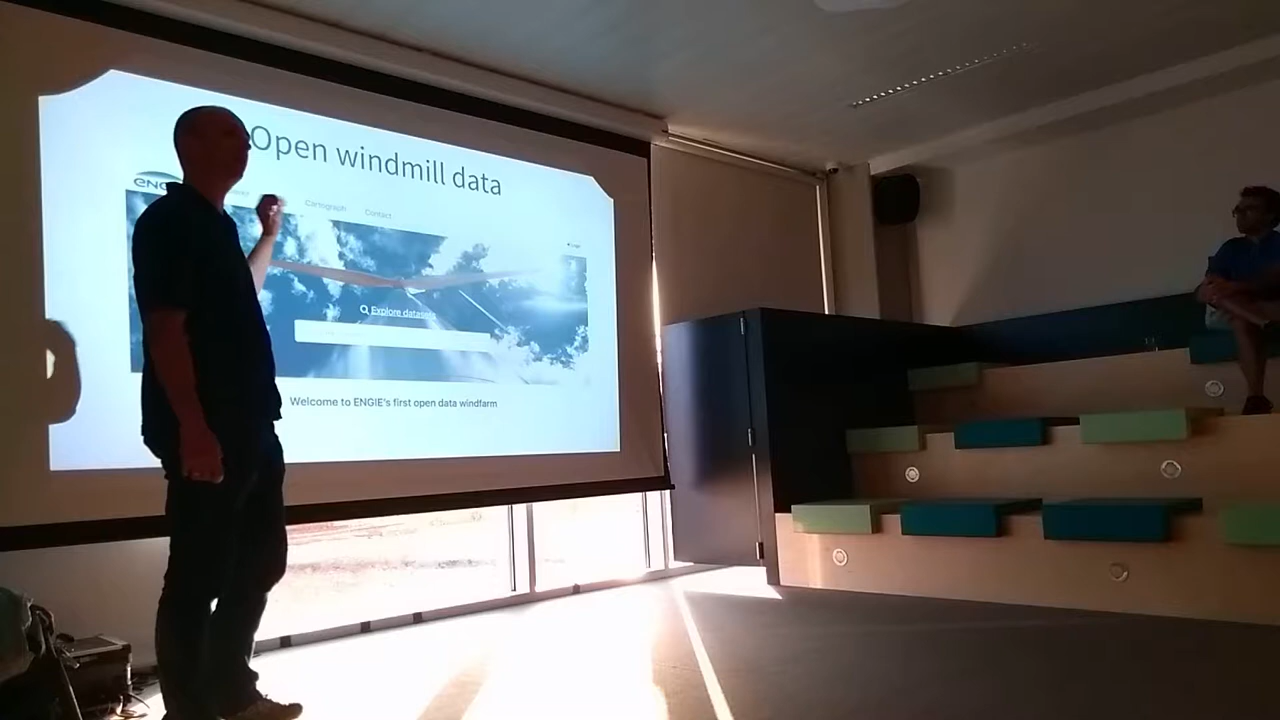 Open windmill data
Cartograph Contact
Explore datasets
Welcome to ENGIE's first open data windfarm